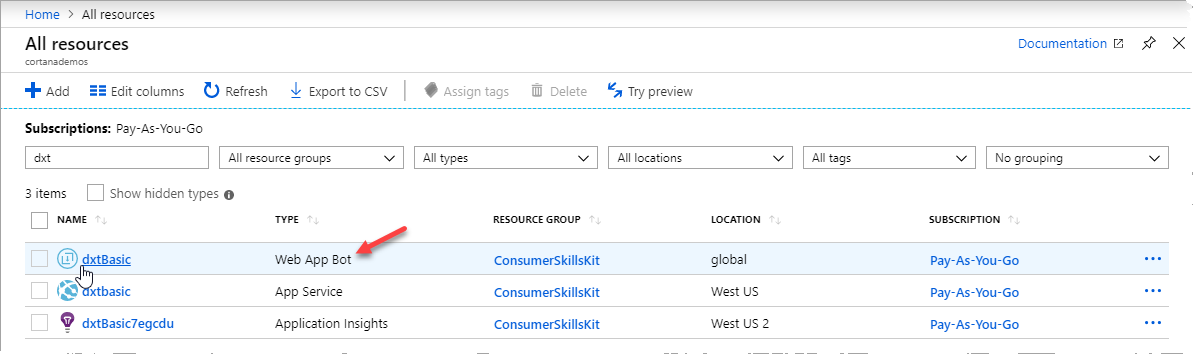 Home > All resources
All resources
Documentation
cortanademos
Add Edit columns Refresh Export to CSV Assign tags Delete Try preview
Subscriptions: Pay-As-You-Go
dxt All resource groups All types All locations All tags No grouping
3 items Show hidden types
NAME TYPE RESOURCE GROUP LOCATION SUBSCRIPTION
dxtBasic Web App Bot ConsumerSkillsKit global Pay-As-You-Go
dxtbasic App Service ConsumerSkillsKit West US Pay-As-You-Go
dxtBasic7egcdu Application Insights ConsumerSkillsKit West US 2 Pay-As-You-Go